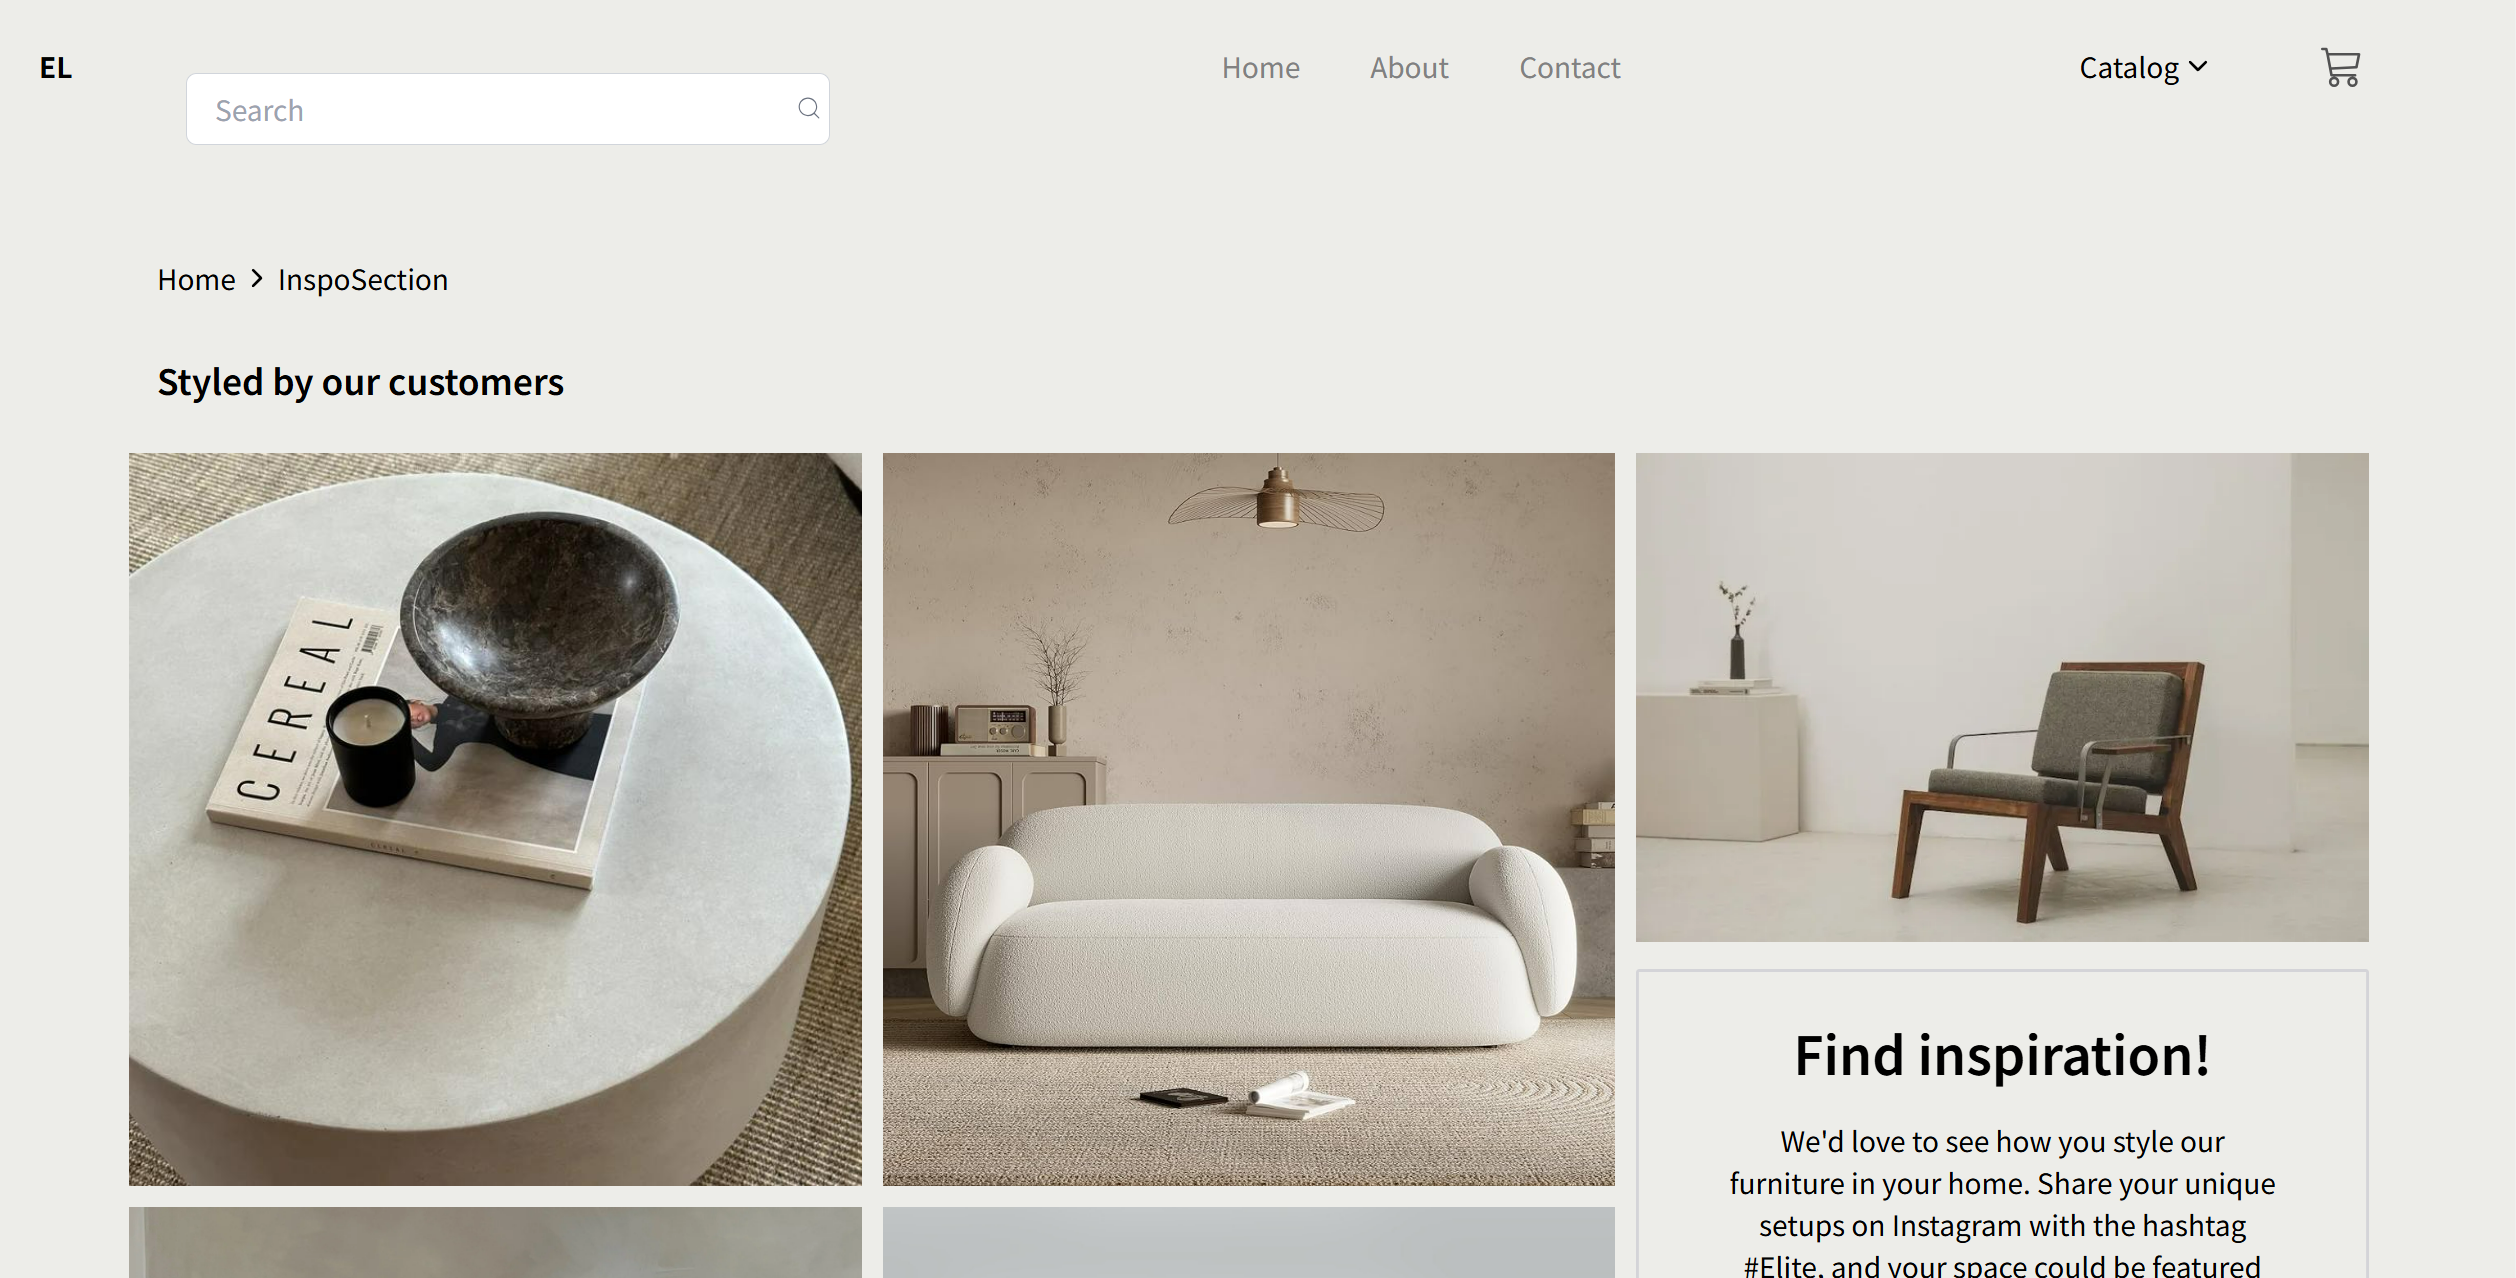 EL
Search
Home
About
Contact
Catalog
Home > InspoSection
Styled by our customers
CEREAL
CEREAL
Find inspiration!
We'd love to see how you style our
furniture in your home. Share your unique
setups on Instagram with the hashtag
#Elite, and your space could be featured